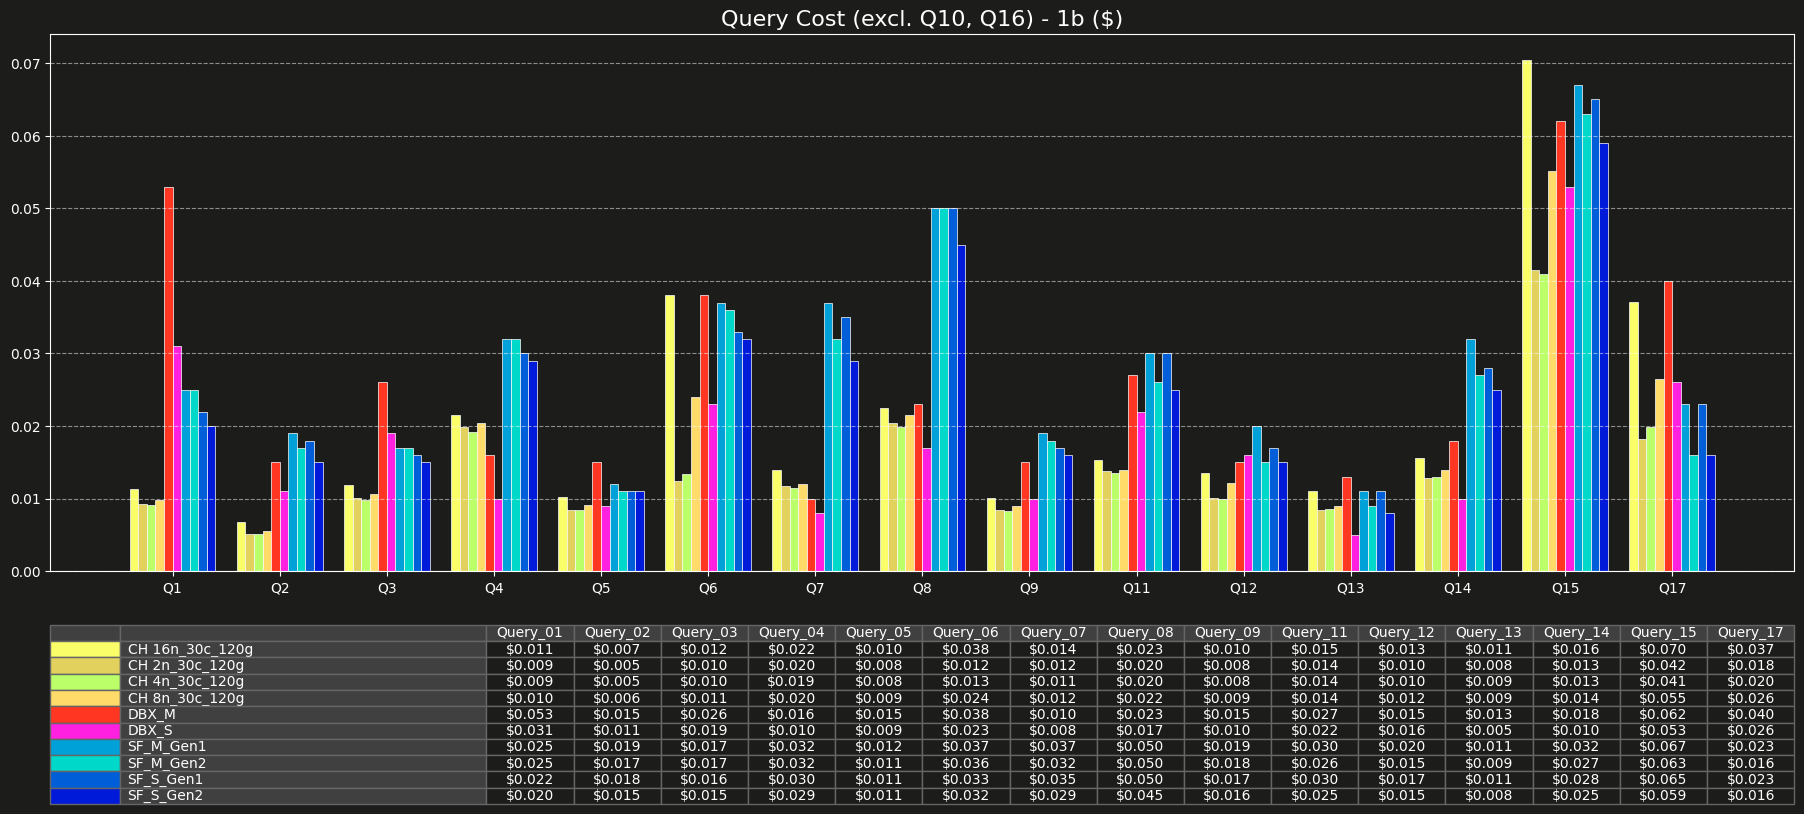 Query Cost (excl. Q10, Q16) - 1b ($)
0.07
0.06
0.05
0.04
0.03
0.02
0.01
0.00
Q1 Q2 Q3 Q4 Q5 Q6 Q7 Q8 Q9 Q11 Q12 Q13 Q14 Q15 Q17
Query_01 Query_02 Query_03 Query_04 Query_05 Query_06 Query_07 Query_08 Query_09 Query_11 Query_12 Query_13 Query_14 Query_15 Query_17
CH 16n_30c_120g $0.011 $0.007 $0.012 $0.022 $0.010 $0.038 $0.014 $0.023 $0.010 $0.015 $0.013 $0.011 $0.016 $0.070 $0.037
CH 2n_30c_120g $0.009 $0.005 $0.010 $0.020 $0.008 $0.012 $0.012 $0.020 $0.008 $0.014 $0.010 $0.008 $0.013 $0.042 $0.018
CH 4n_30c_120g $0.009 $0.005 $0.010 $0.019 $0.008 $0.013 $0.011 $0.020 $0.008 $0.014 $0.010 $0.009 $0.013 $0.041 $0.020
CH 8n_30c_120g $0.010 $0.006 $0.011 $0.020 $0.009 $0.024 $0.012 $0.022 $0.009 $0.014 $0.012 $0.009 $0.014 $0.055 $0.026
DBX_M $0.053 $0.015 $0.026 $0.016 $0.015 $0.038 $0.010 $0.023 $0.015 $0.027 $0.015 $0.013 $0.018 $0.062 $0.040
DBX_S $0.031 $0.011 $0.019 $0.010 $0.009 $0.023 $0.008 $0.017 $0.010 $0.022 $0.016 $0.005 $0.010 $0.053 $0.026
SF_M_Gen1 $0.025 $0.019 $0.017 $0.032 $0.012 $0.037 $0.037 $0.050 $0.019 $0.030 $0.020 $0.011 $0.032 $0.067 $0.023
SF_M_Gen2 $0.025 $0.017 $0.017 $0.032 $0.011 $0.036 $0.032 $0.050 $0.018 $0.026 $0.015 $0.009 $0.027 $0.063 $0.016
SF_S_Gen1 $0.022 $0.018 $0.016 $0.030 $0.011 $0.033 $0.035 $0.050 $0.017 $0.030 $0.017 $0.011 $0.028 $0.065 $0.023
SF_S_Gen2 $0.020 $0.015 $0.015 $0.029 $0.011 $0.032 $0.029 $0.045 $0.016 $0.025 $0.015 $0.008 $0.025 $0.059 $0.016